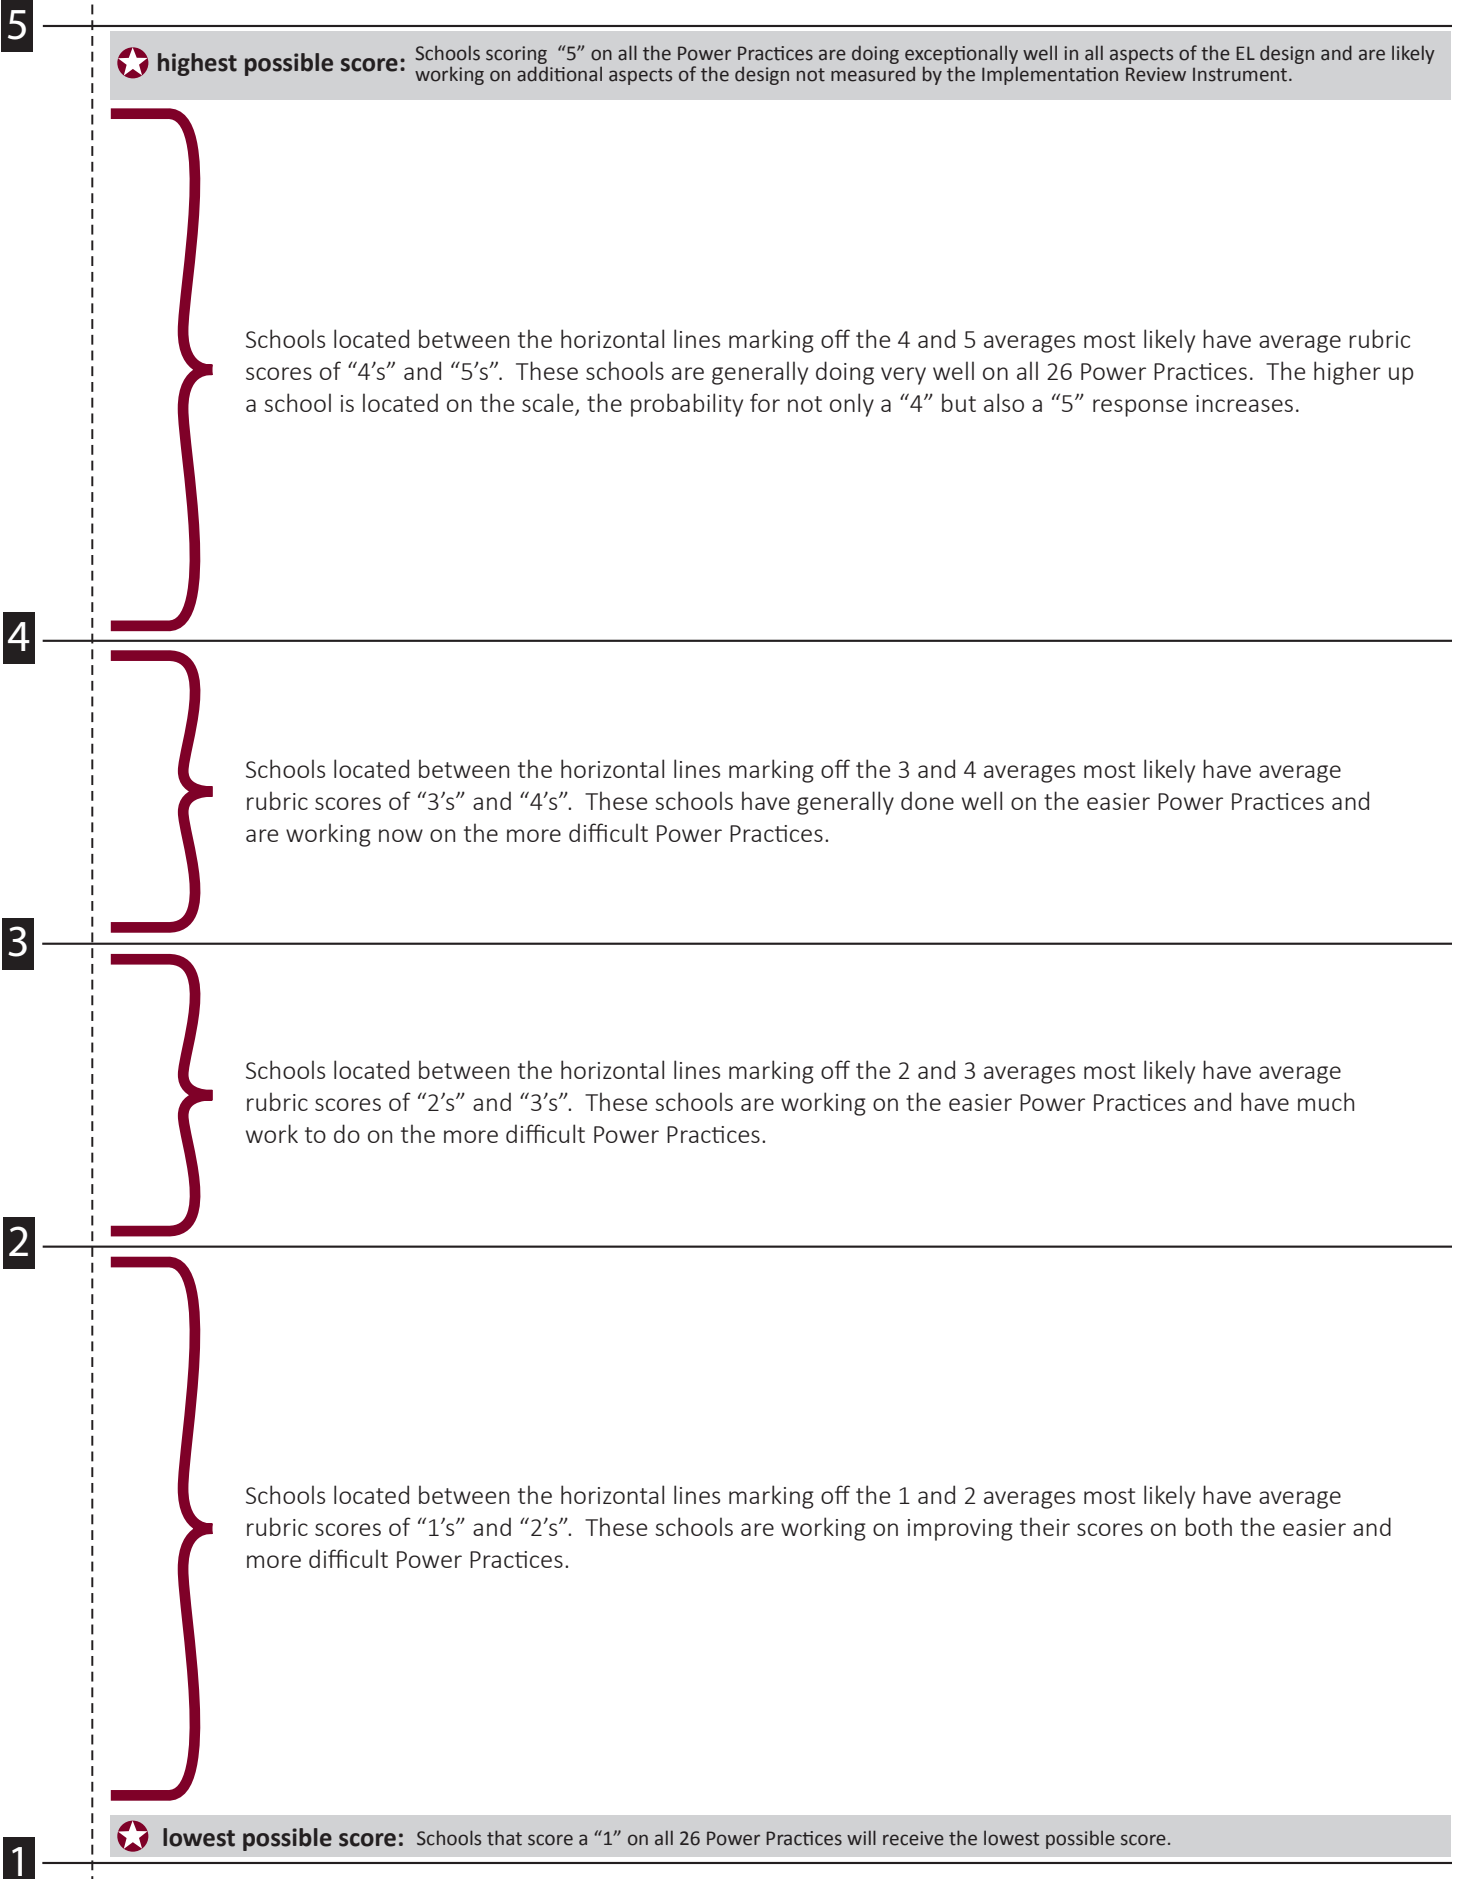 5
highest possible score: Schools scoring  “5” on all the Power Practices are doing exceptionally well in all aspects of the EL design and are likely
working on additional aspects of the design not measured by the Implementation Review Instrument.
Schools located between the horizontal lines marking off the 4 and 5 averages most likely have average rubric
scores of “4’s” and “5’s”.  These schools are generally doing very well on all 26 Power Practices.  The higher up
a school is located on the scale, the probability for not only a “4” but also a “5” response increases.
4
Schools located between the horizontal lines marking off the 3 and 4 averages most likely have average
rubric scores of “3’s” and “4’s”.  These schools have generally done well on the easier Power Practices and
are working now on the more difficult Power Practices.
3
Schools located between the horizontal lines marking off the 2 and 3 averages most likely have average
rubric scores of “2’s” and “3’s”.  These schools are working on the easier Power Practices and have much
work to do on the more difficult Power Practices.
2
Schools located between the horizontal lines marking off the 1 and 2 averages most likely have average
rubric scores of “1’s” and “2’s”.  These schools are working on improving their scores on both the easier and
more difficult Power Practices.
lowest possible score: Schools that score a “1” on all 26 Power Practices will receive the lowest possible score.
1